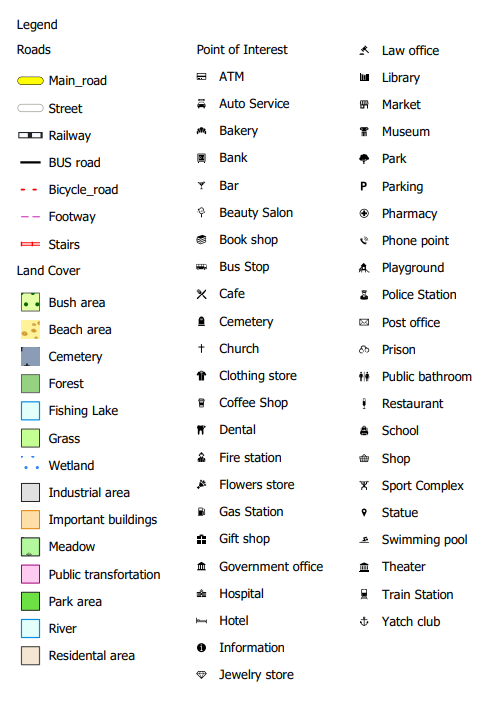 Legend
Roads
Main_road
Street
Railway
BUS road
Bicycle_road
Footway
Stairs
Land Cover
Bush area
Beach area
Cemetery
Forest
Fishing Lake
Grass
Wetland
Industrial area
Important buildings
Meadow
Public transfortation
Park area
River
Residental area
Point of Interest
ATM
Auto Service
Bakery
Bank
Bar
Beauty Salon
Book shop
Bus Stop
Cafe
Cemetery
Church
Clothing store
Coffee Shop
Dental
Fire station
Flowers store
Gas Station
Gift shop
Government office
Hospital
Hotel
Information
Jewelry store
Law office
Library
Market
Museum
Park
P Parking
Pharmacy
Phone point
Playground
Police Station
Post office
Prison
Public bathroom
Restaurant
School
Shop
Sport Complex
Statue
Swimming pool
Theater
Train Station
Yatch club